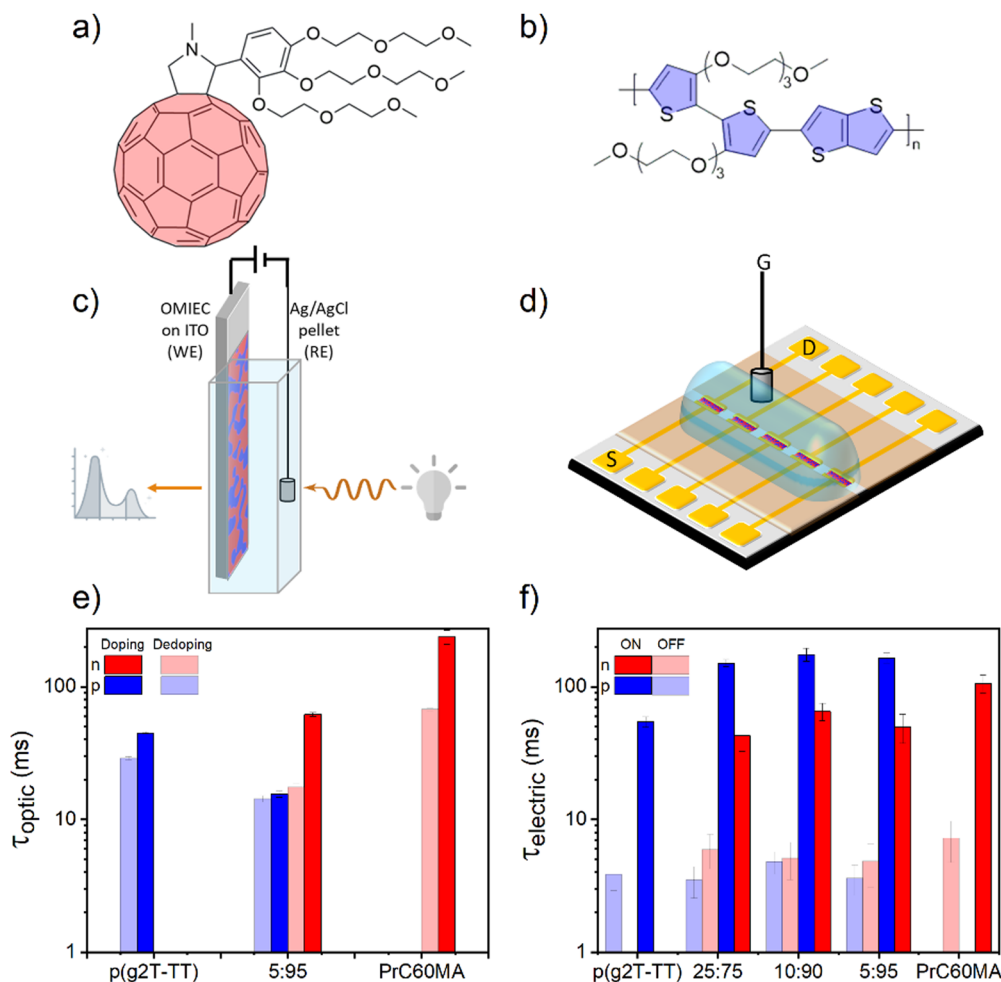 a)
N
O
O
O
O
O
O
O
O
O
b)
S
O
O
3
S
S
S
n
O
O
3
c)
OMIEC
on ITO
(WE)
Ag/AgCl
pellet
(RE)
d)
G
D
S
e)
Doping Dedoping
n
p
τoptic (ms)
100
10
1
p(g2T-TT) 5:95 PrC60MA
f)
ON OFF
n
p
τelectric (ms)
100
10
1
p(g2T-TT) 25:75 10:90 5:95 PrC60MA